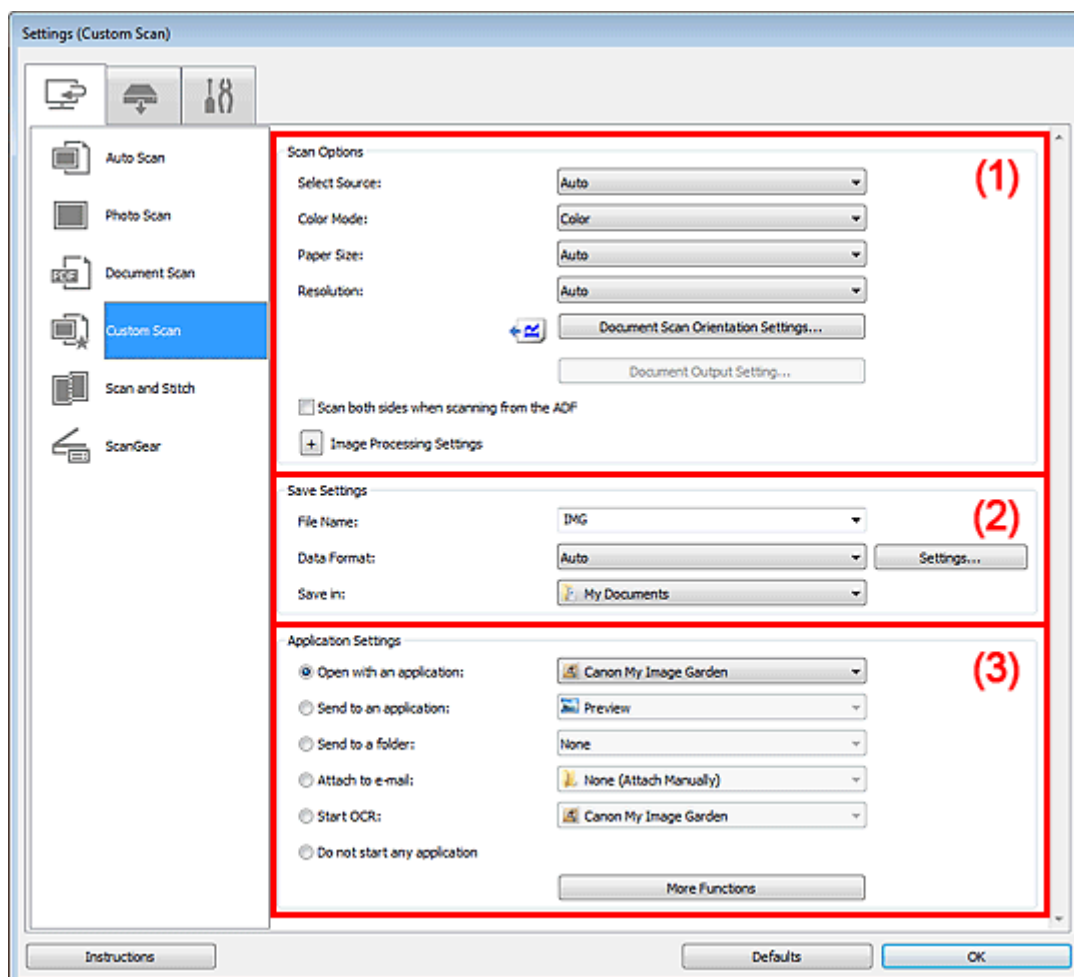 Settings (Custom Scan)
Auto Scan
Photo Scan
PDF
Document Scan
Custom Scan
Scan and Stitch
ScanGear
(1)
Scan Options
Select Source: Auto
Color Mode: Color
Paper Size: Auto
Resolution: Auto
R Document Scan Orientation Settings...
Document Output Setting...
Scan both sides when scanning from the ADF
+ Image Processing Settings
(2)
Save Settings
File Name: IMG
Data Format: Auto Settings...
Save in: My Documents
(3)
Application Settings
Open with an application: Canon My Image Garden
Send to an application: Preview
Send to a folder: None
Attach to e-mail: None (Attach Manually)
Start OCR: Canon My Image Garden
Do not start any application
More Functions
Instructions Defaults OK